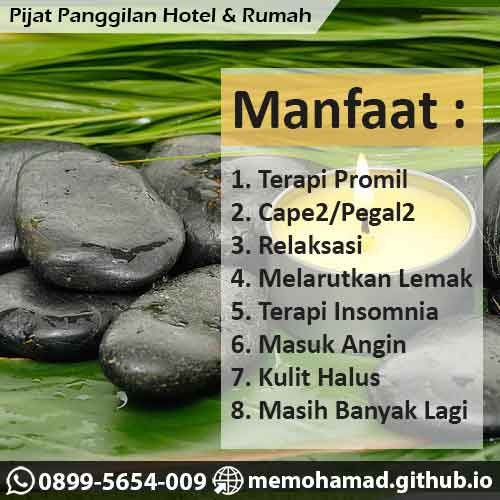 Pijat Panggilan Hotel & Rumah
Manfaat :
1. Terapi Promil
2. Cape2/Pegal2
3. Relaksasi
4. Melarutkan Lemak
5. Terapi Insomnia
6. Masuk Angin
7. Kulit Halus
8. Masih Banyak Lagi
0899-5654-009 memohamad.github.io